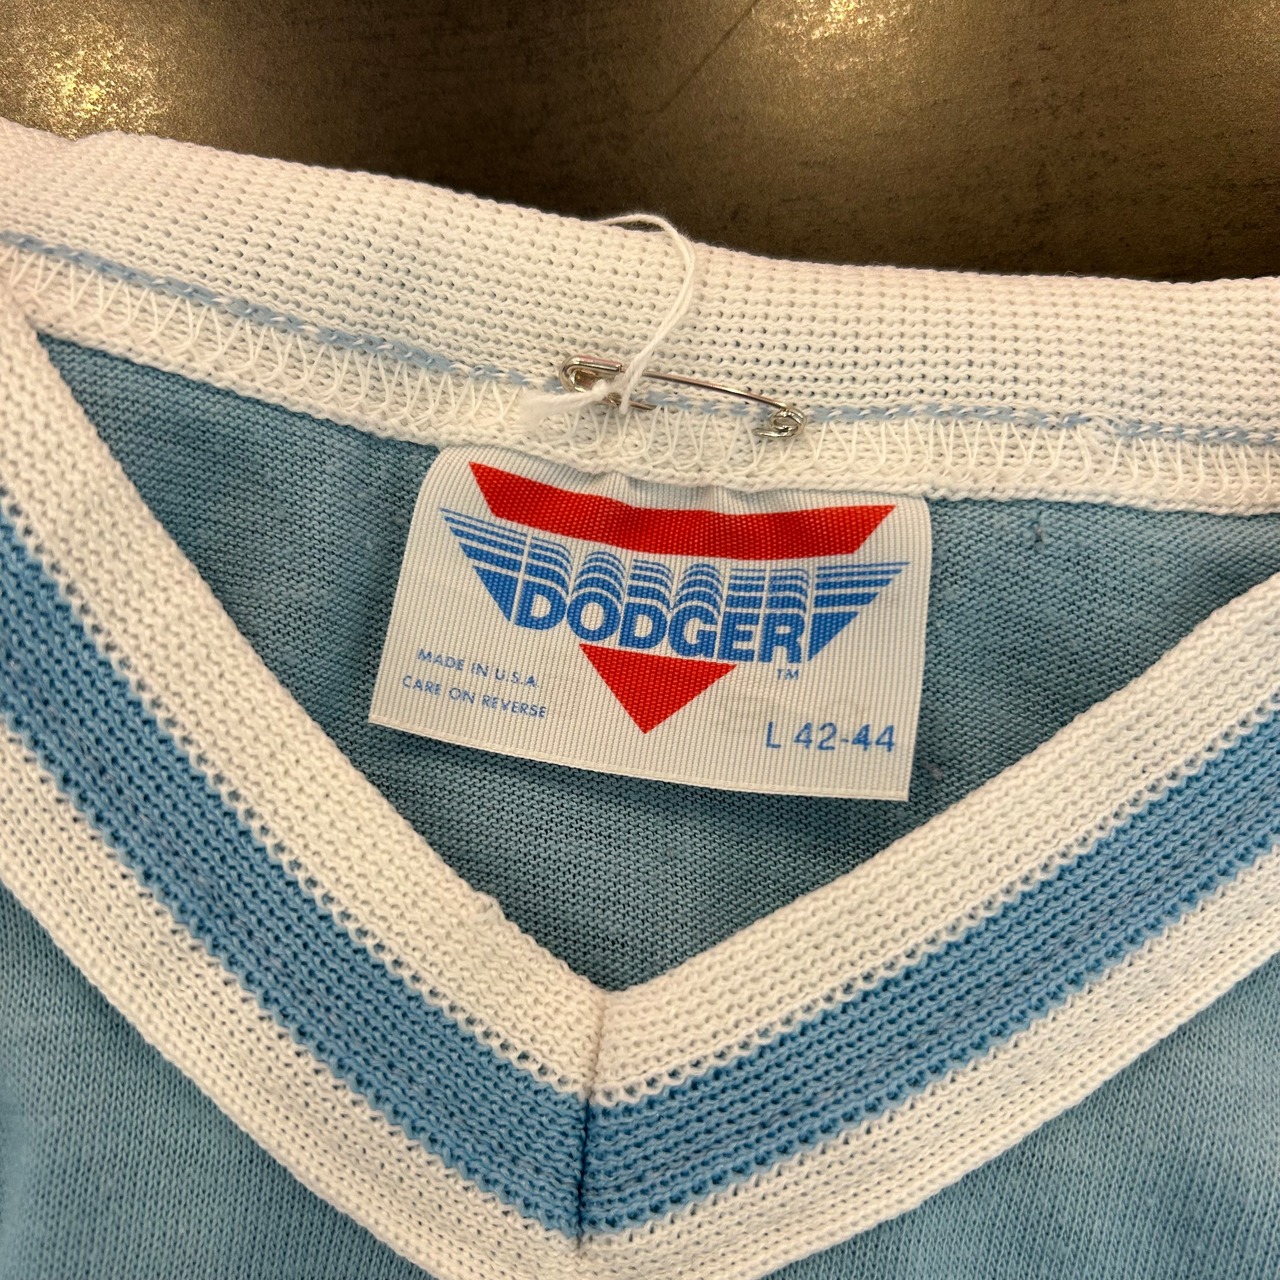 DODGER
TM
MADE IN U.S.A.
CARE ON REVERSE
L 42-44